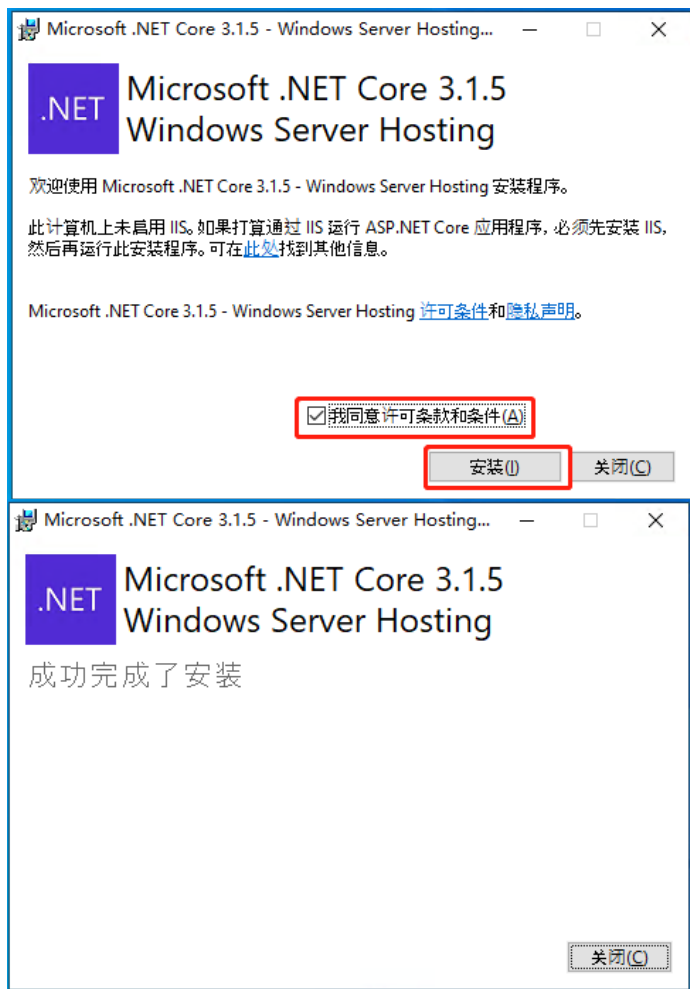 Microsoft .NET Core 3.1.5 - Windows Server Hosting...
.NET
Microsoft .NET Core 3.1.5
Windows Server Hosting
欢迎使用 Microsoft .NET Core 3.1.5 - Windows Server Hosting 安装程序。
此计算机上未启用 IIS。如果打算通过 IIS 运行 ASP.NET Core 应用程序，必须先安装 IIS，
然后再运行此安装程序。可在此处找到其他信息。
Microsoft .NET Core 3.1.5 - Windows Server Hosting 许可条件和隐私声明。
我同意许可条款和条件(A)
安装(I)
关闭(C)
Microsoft .NET Core 3.1.5 - Windows Server Hosting...
.NET
Microsoft .NET Core 3.1.5
Windows Server Hosting
成功完成了安装
关闭(C)